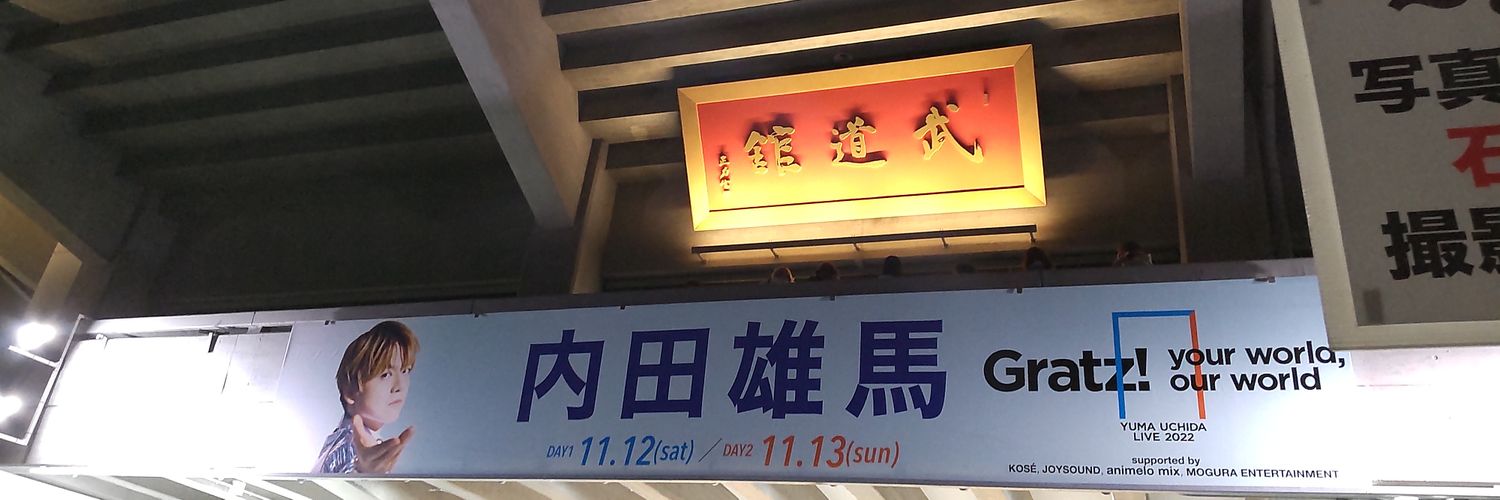 武道館
内田雄馬
DAY1 11.12(sat) / DAY2 11.13(sun)
Gratz! your world,
our world
YUMA UCHIDA
LIVE 2022
supported by
KOSÉ, JOYSOUND, animelo mix, MOGURA ENTERTAINMENT
写真
撮影